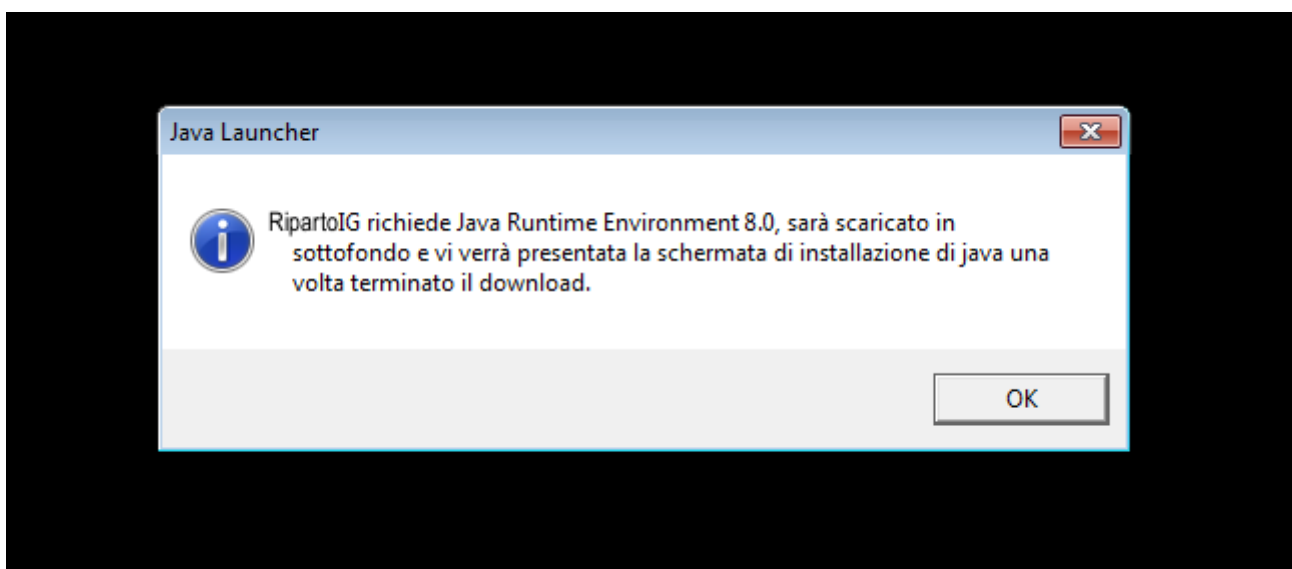 Java Launcher
RipartoIG richiede Java Runtime Environment 8.0, sarà scaricato in
sottofondo e vi verrà presentata la schermata di installazione di java una
volta terminato il download.
OK